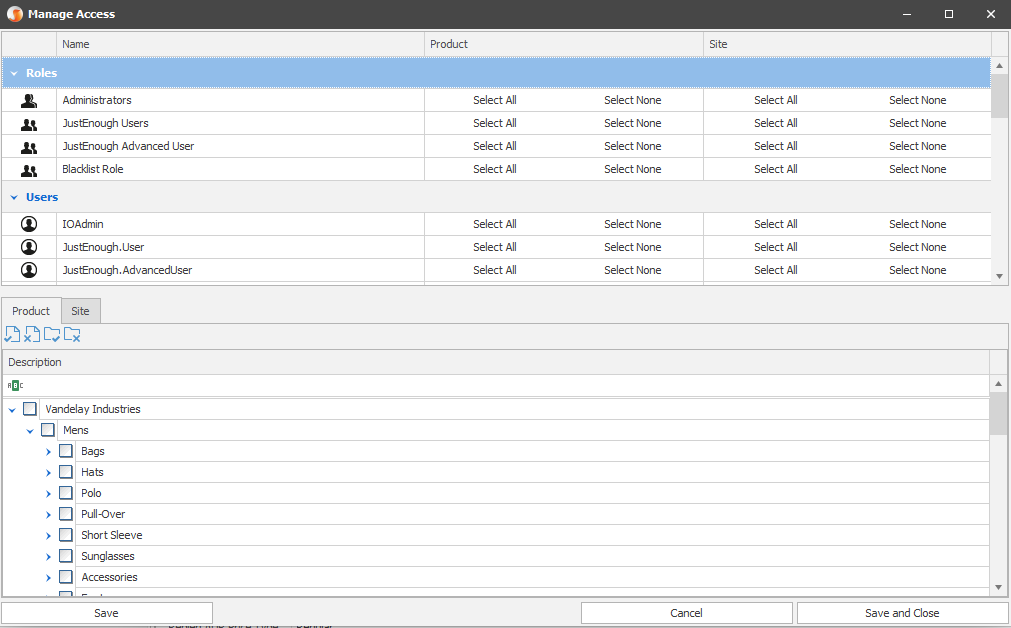 Manage Access
Name Product Site
Roles
Administrators Select All Select None Select All Select None
JustEnough Users Select All Select None Select All Select None
JustEnough Advanced User Select All Select None Select All Select None
Blacklist Role Select All Select None Select All Select None
Users
IOAdmin Select All Select None Select All Select None
JustEnough.User Select All Select None Select All Select None
JustEnough.AdvancedUser Select All Select None Select All Select None
Product Site
Description
ABC
Vandelay Industries
Mens
Bags
Hats
Polo
Pull-Over
Short Sleeve
Sunglasses
Accessories
Save Cancel Save and Close